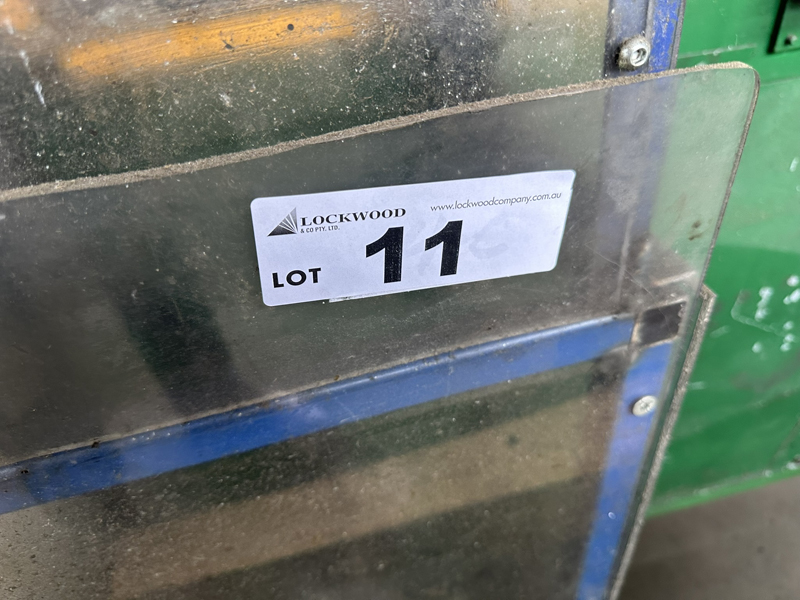 LOCKWOOD
& CO PTY. LTD.
www.lockwoodcompany.com.au
LOT 11